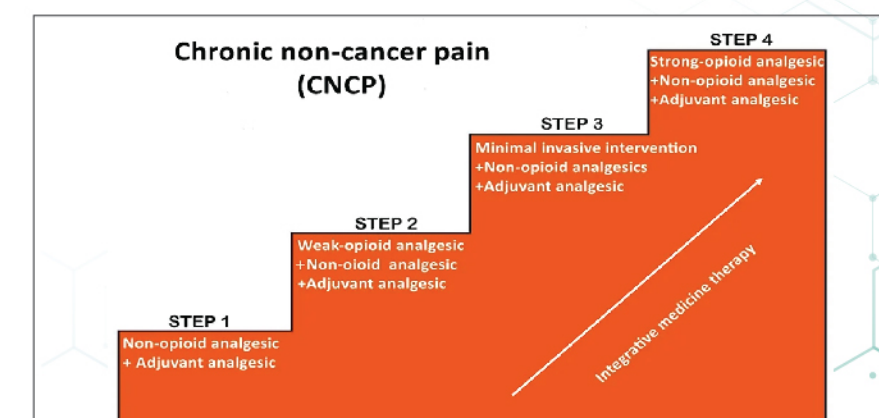 Chronic non-cancer pain
(CNCP)
STEP 1
Non-opioid analgesic
+ Adjuvant analgesic
STEP 2
Weak-opioid analgesic
+Non-oioid analgesic
+Adjuvant analgesic
STEP 3
Minimal invasive intervention
+Non-opioid analgesics
+Adjuvant analgesic
STEP 4
Strong-opioid analgesic
+Non-opioid analgesic
+Adjuvant analgesic
Integrative medicine therapy